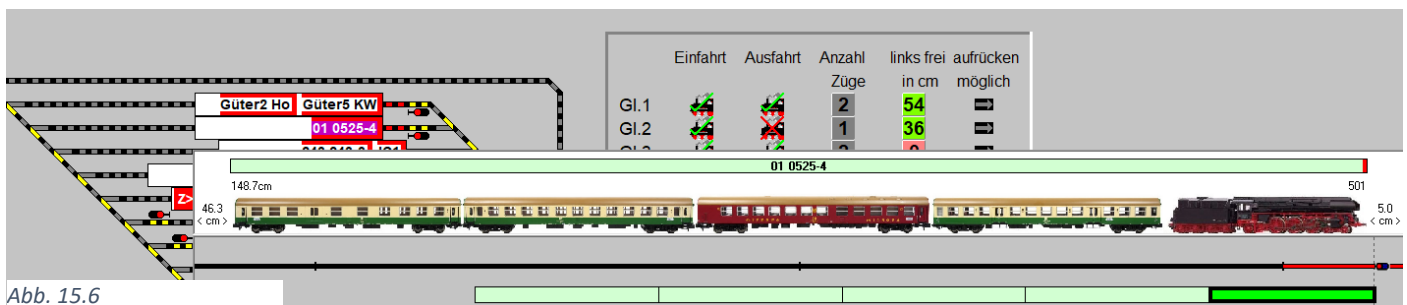 Einfahrt Ausfahrt Anzahl Züge links frei in cm aufrücken möglich
Güter2 Ho Güter5 KW
Gl.1 2 54
01 0525-4
Gl.2 1 36
01 0525-4
148.7cm 501
46.3 < cm > 5.0 < cm >
Z>
Abb. 15.6